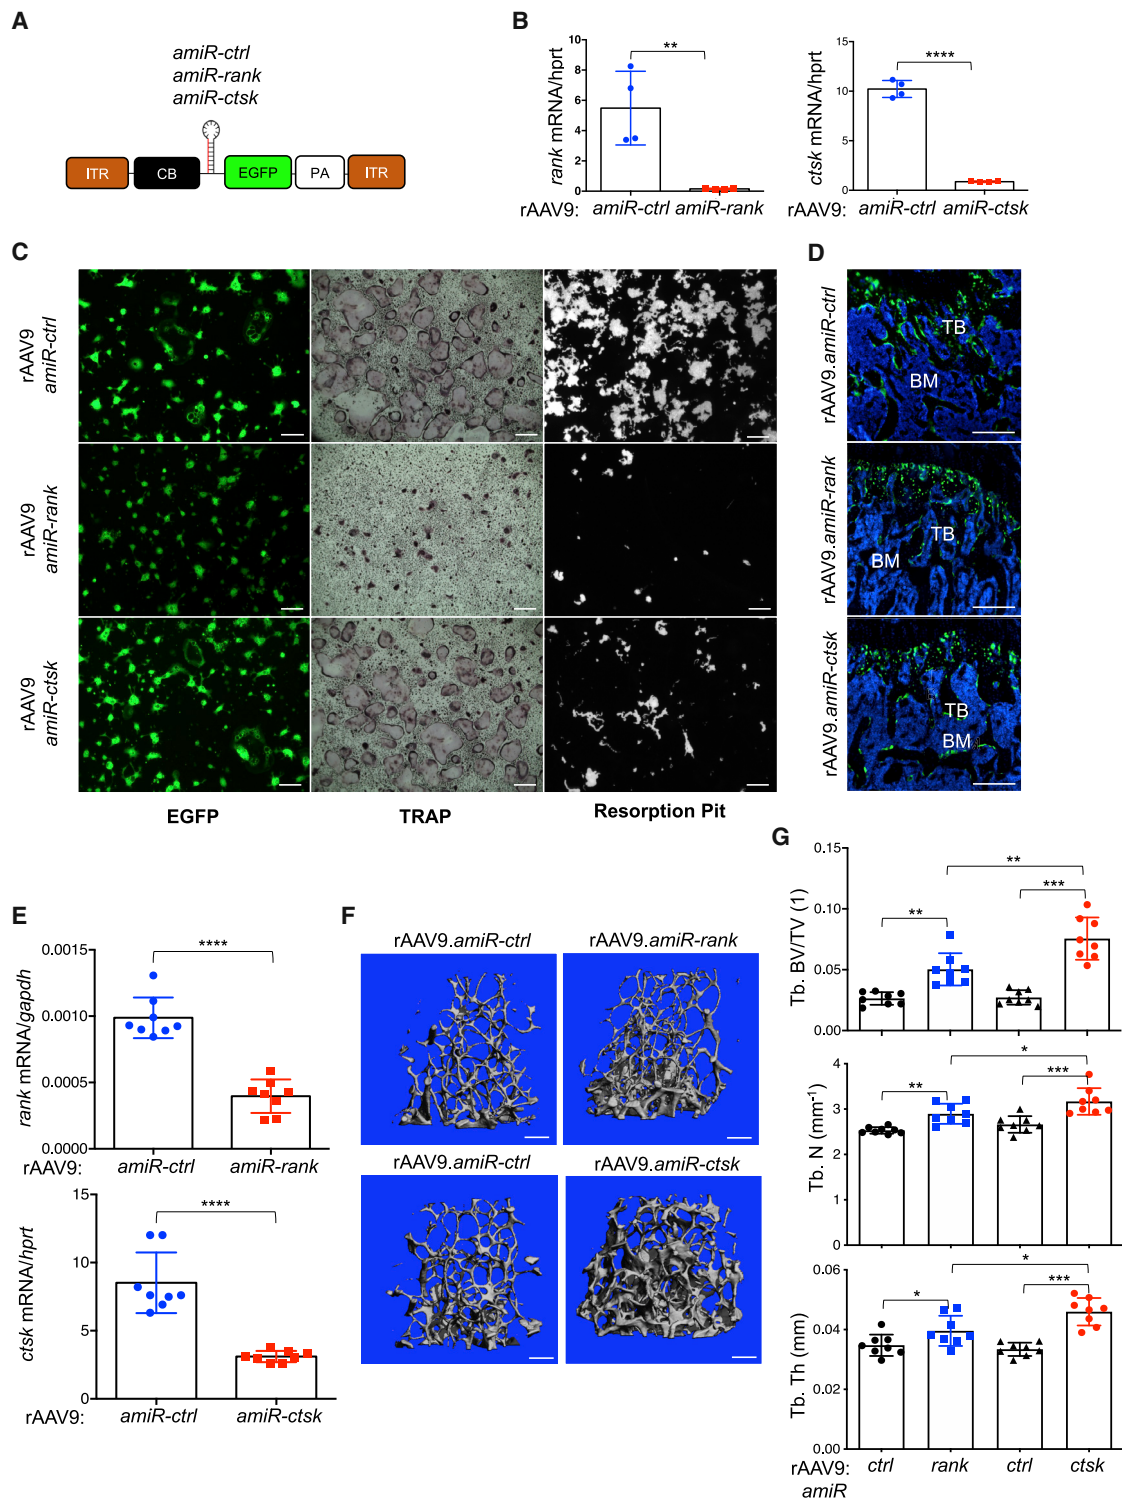 A
amiR-ctrl
amiR-rank
amiR-ctsk
ITR CB EGFP PA ITR
B
rank mRNA/hprt
10
8
6
4
2
0
**
rAAV9: amiR-ctrl amiR-rank
ctsk mRNA/hprt
15
10
5
0
****
rAAV9: amiR-ctrl amiR-ctsk
C
rAAV9
amiR-ctrl
rAAV9
amiR-rank
rAAV9
amiR-ctsk
EGFP TRAP Resorption Pit
D
rAAV9.amiR-ctrl
TB
BM
rAAV9.amiR-rank
TB
BM
rAAV9.amiR-ctsk
TB
BM
E
rank mRNA/gapdh
0.0015
0.0010
0.0005
0.0000
****
rAAV9: amiR-ctrl amiR-rank
ctsk mRNA/hprt
15
10
5
0
****
rAAV9: amiR-ctrl amiR-ctsk
F
rAAV9.amiR-ctrl rAAV9.amiR-rank
rAAV9.amiR-ctrl rAAV9.amiR-ctsk
G
Tb. BV/TV (1)
0.15
0.10
0.05
0.00
**
***
**
Tb. N (mm-1)
4
3
2
1
0
*
***
**
Tb. Th (mm)
0.06
0.04
0.02
0.00
*
***
*
rAAV9: ctrl rank ctrl ctsk
amiR